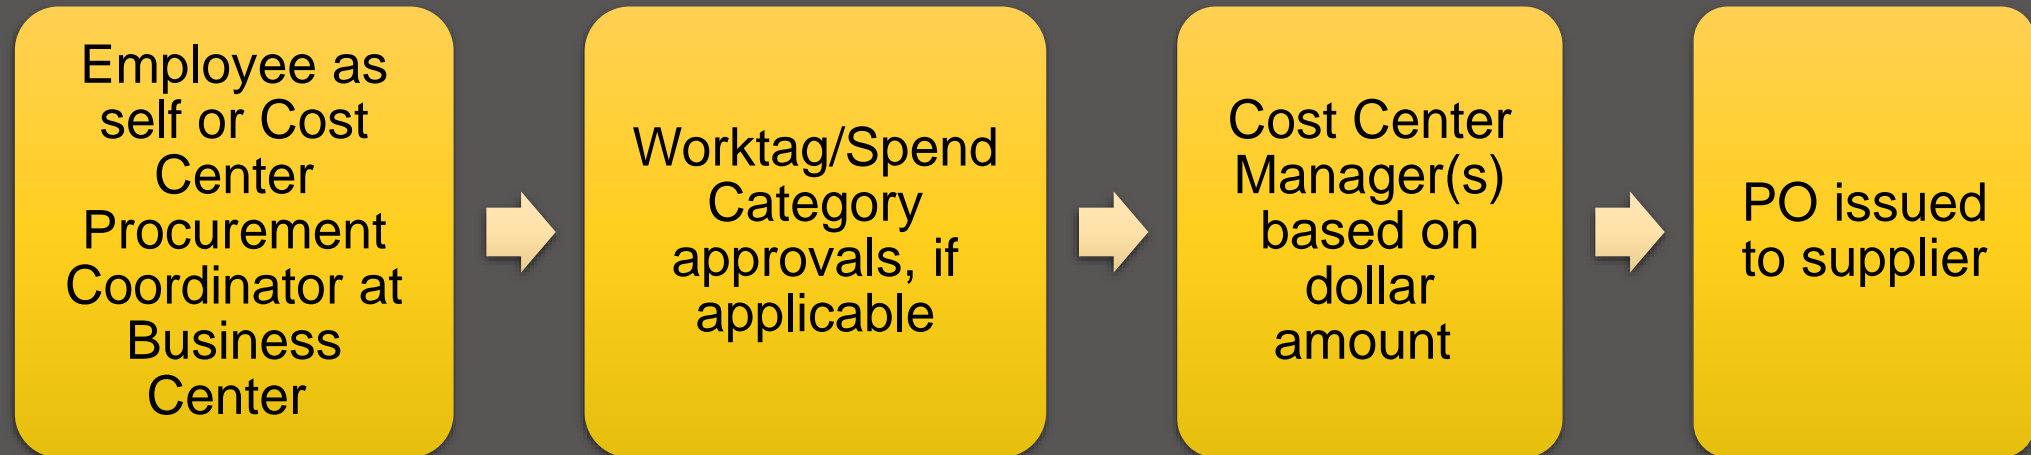 Employee as
self or Cost
Center
Procurement
Coordinator at
Business
Center
Worktag/Spend
Category
approvals, if
applicable
Cost Center
Manager(s)
based on
dollar
amount
PO issued
to supplier